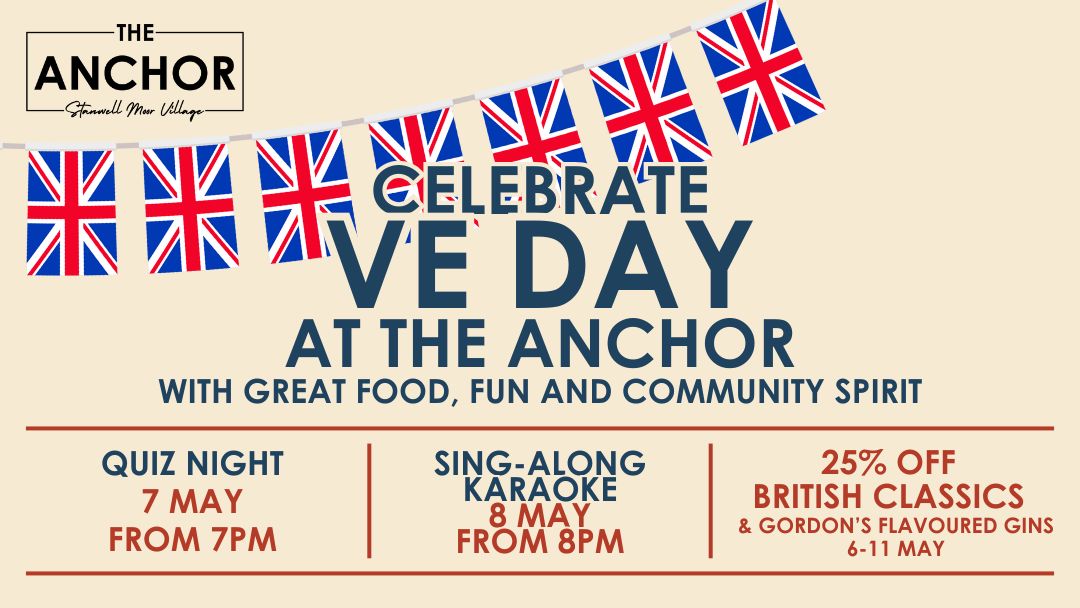 THE
ANCHOR
Stanwell Moor Village
CELEBRATE
VE DAY
AT THE ANCHOR
WITH GREAT FOOD, FUN AND COMMUNITY SPIRIT
QUIZ NIGHT
7 MAY
FROM 7PM
SING-ALONG
KARAOKE
8 MAY
FROM 8PM
25% OFF
BRITISH CLASSICS
& GORDON'S FLAVOURED GINS
6-11 MAY